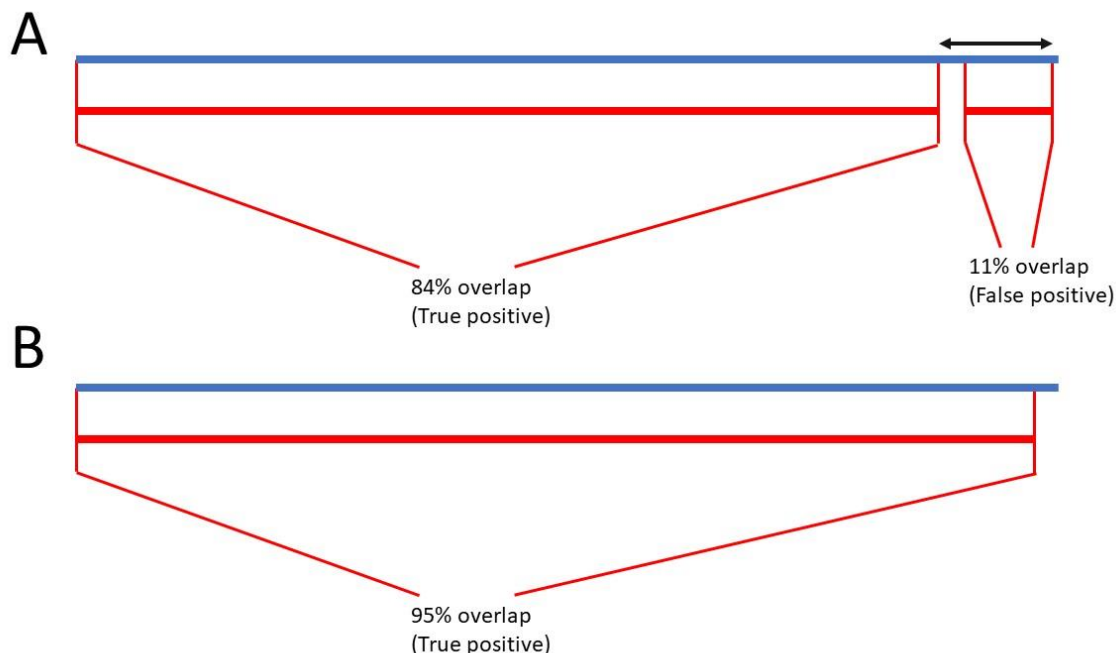 A
84% overlap
(True positive)
11% overlap
(False positive)
B
95% overlap
(True positive)